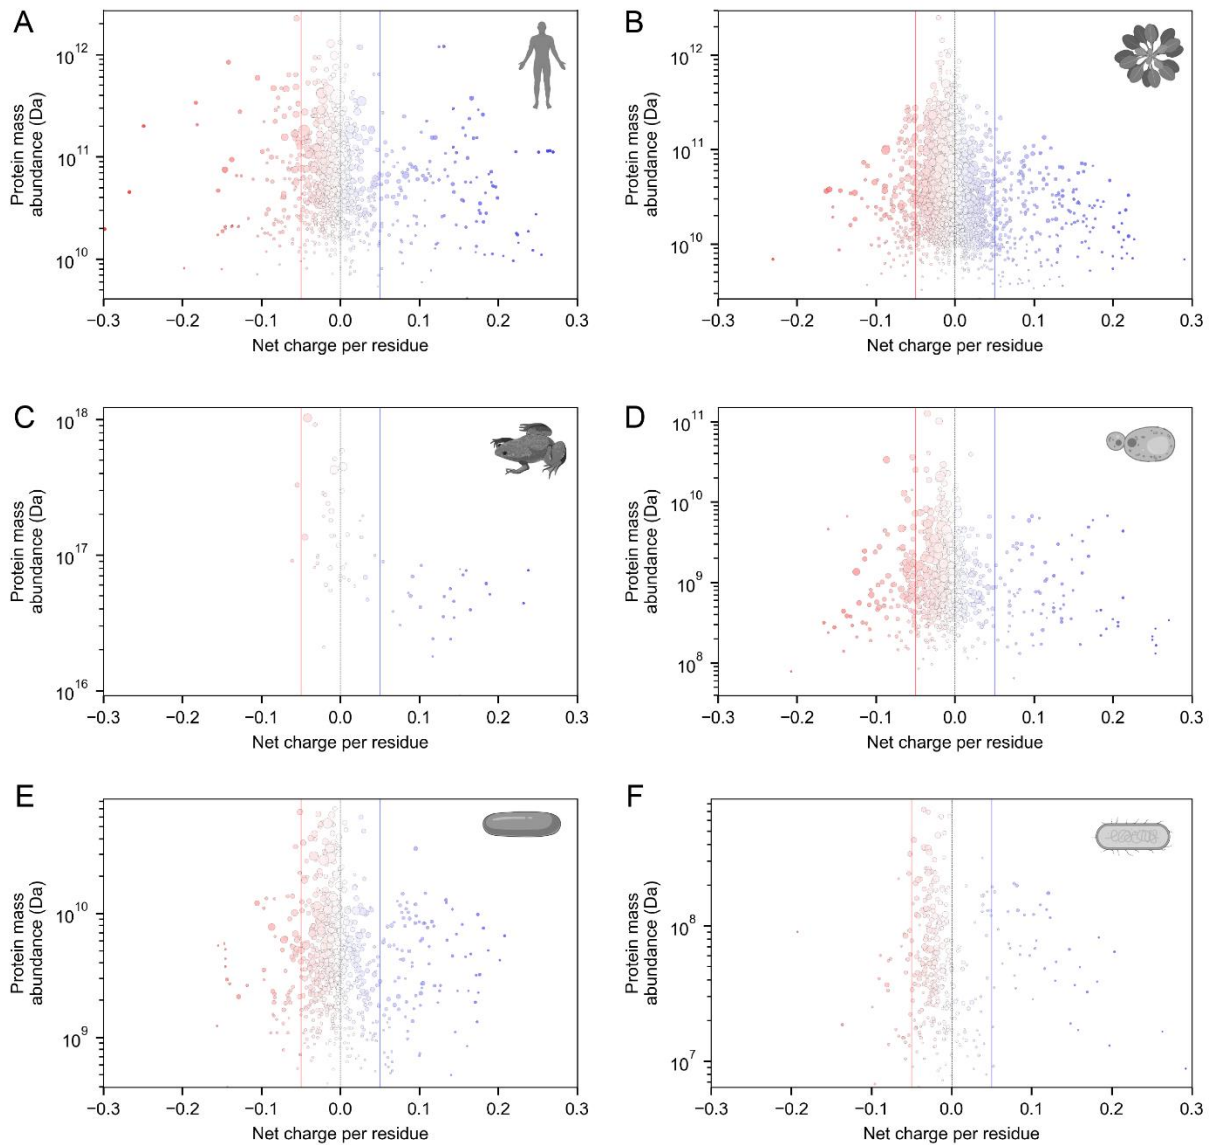 A
Protein mass
abundance (Da)
10^12
10^11
10^10
−0.3 −0.2 −0.1 0.0 0.1 0.2 0.3
Net charge per residue
B
Protein mass
abundance (Da)
10^12
10^11
10^10
−0.3 −0.2 −0.1 0.0 0.1 0.2 0.3
Net charge per residue
C
Protein mass
abundance (Da)
10^18
10^17
10^16
−0.3 −0.2 −0.1 0.0 0.1 0.2 0.3
Net charge per residue
D
Protein mass
abundance (Da)
10^11
10^10
10^9
10^8
−0.3 −0.2 −0.1 0.0 0.1 0.2 0.3
Net charge per residue
E
Protein mass
abundance (Da)
10^10
10^9
−0.3 −0.2 −0.1 0.0 0.1 0.2 0.3
Net charge per residue
F
Protein mass
abundance (Da)
10^8
10^7
−0.3 −0.2 −0.1 0.0 0.1 0.2 0.3
Net charge per residue